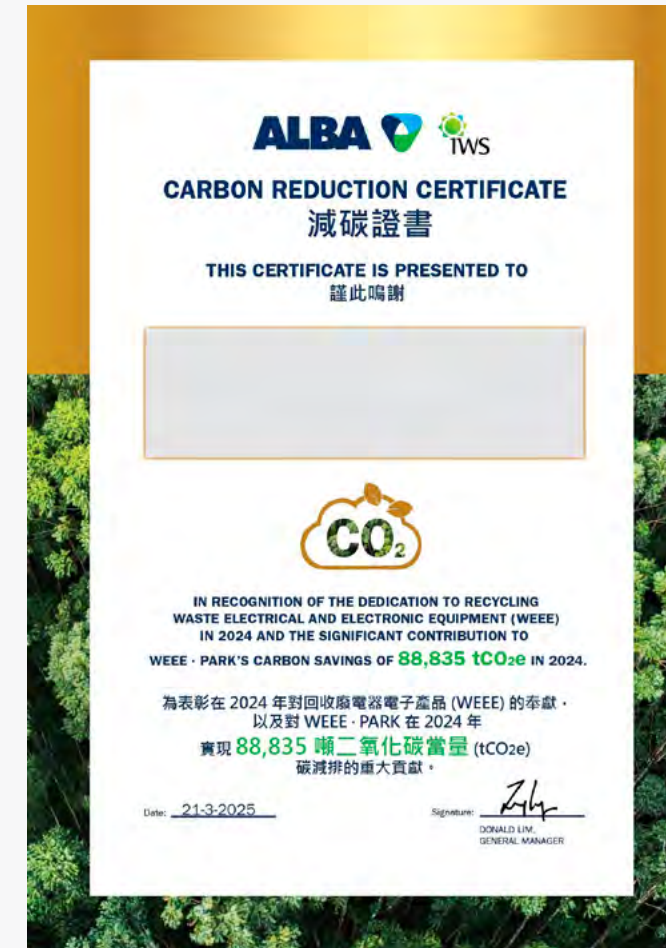 ALBA IWS
CARBON REDUCTION CERTIFICATE
減碳證書
THIS CERTIFICATE IS PRESENTED TO
謹此鳴謝
CO2
IN RECOGNITION OF THE DEDICATION TO RECYCLING
WASTE ELECTRICAL AND ELECTRONIC EQUIPMENT (WEEE)
IN 2024 AND THE SIGNIFICANT CONTRIBUTION TO
WEEE · PARK'S CARBON SAVINGS OF 88,835 tCO2e IN 2024.
為表彰在 2024 年對回收廢電器電子產品 (WEEE) 的奉獻，
以及對 WEEE · PARK 在 2024 年
實現 88,835 噸二氧化碳當量 (tCO2e)
碳減排的重大貢獻。
Date: 21-3-2025
Signature:
DONALD LIM,
GENERAL MANAGER